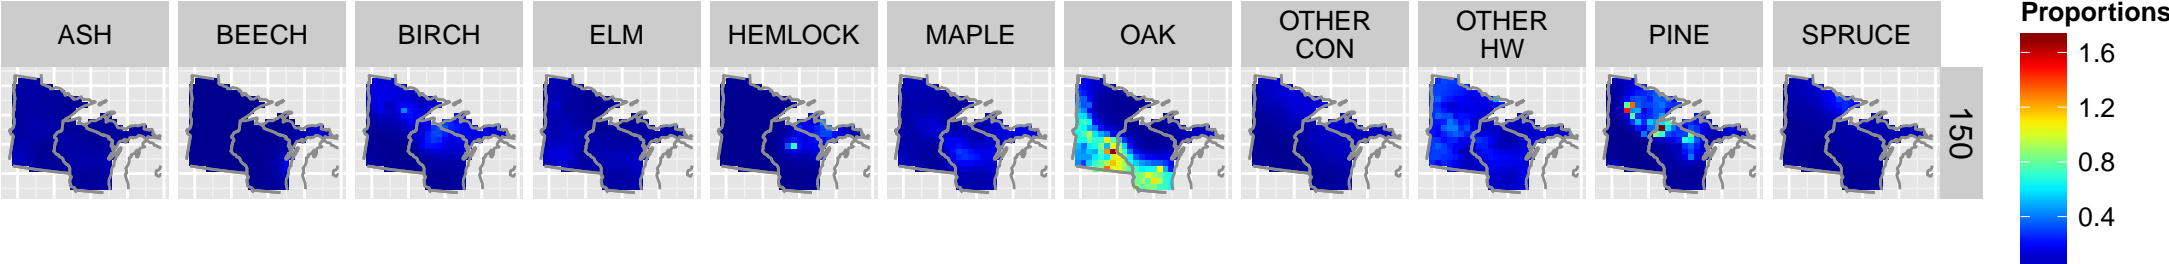 ASH
BEECH
BIRCH
ELM
HEMLOCK
MAPLE
OAK
OTHER
CON
OTHER
HW
PINE
SPRUCE
150
Proportions
1.6
1.2
0.8
0.4